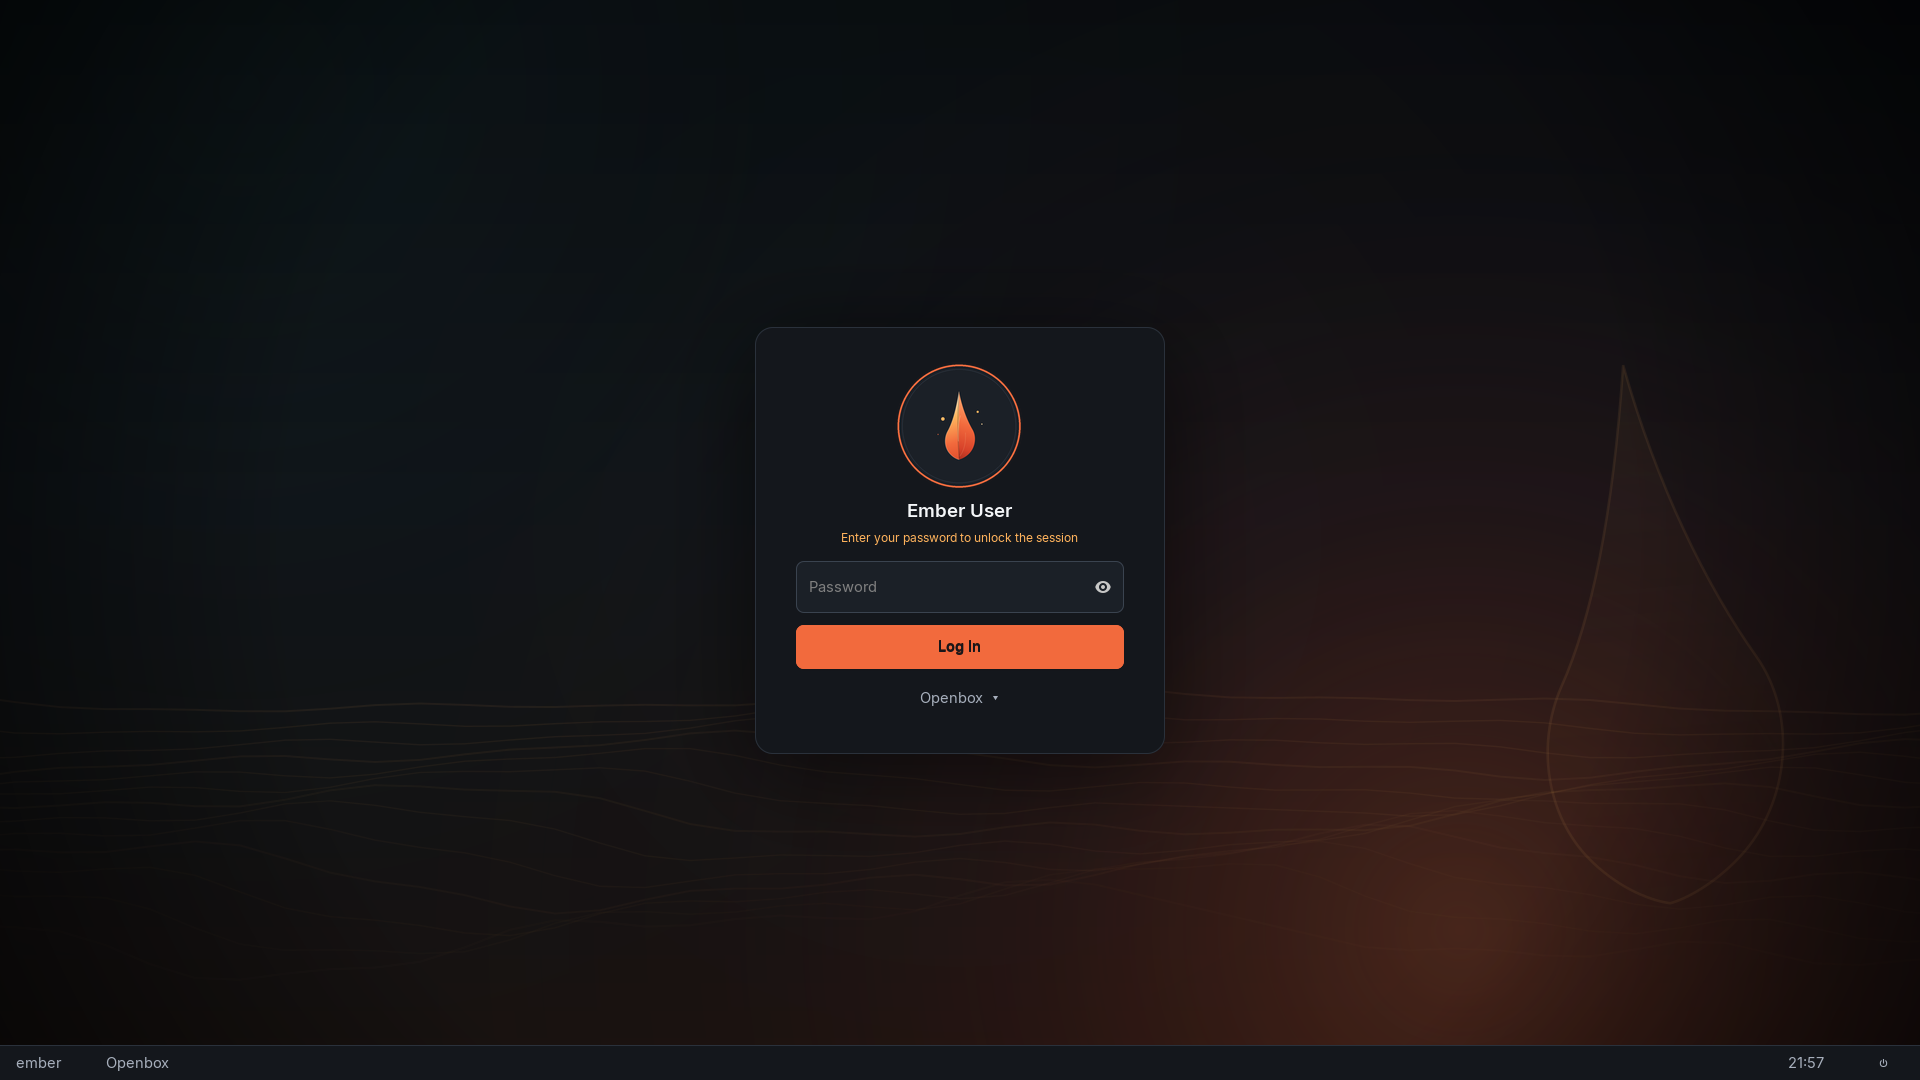 Ember User
Enter your password to unlock the session
Password
Log In
Openbox
ember Openbox 21:57